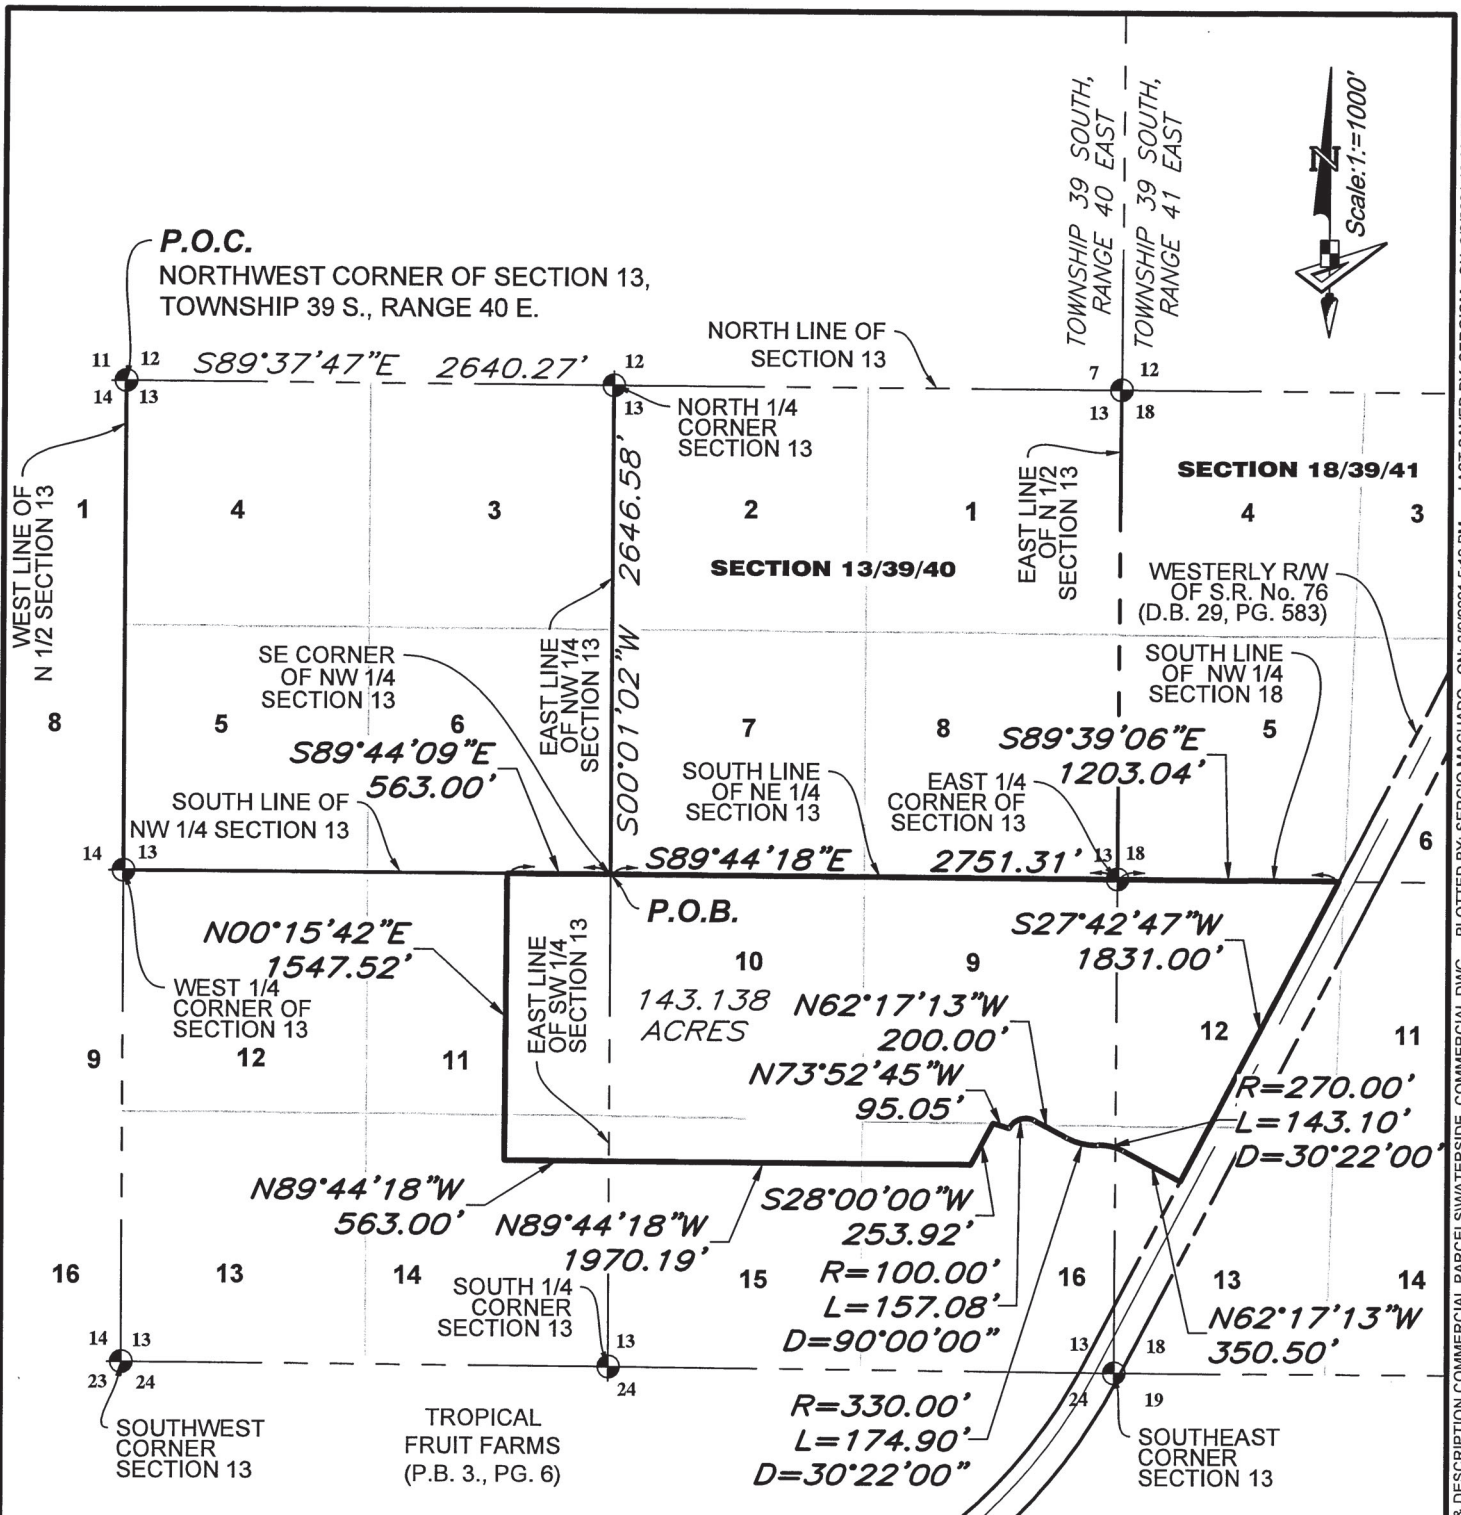 TOWNSHIP 39 SOUTH,
RANGE 40 EAST
TOWNSHIP 39 SOUTH,
RANGE 41 EAST
N
Scale:1:=1000'
P.O.C.
NORTHWEST CORNER OF SECTION 13,
TOWNSHIP 39 S., RANGE 40 E.
11 12
14 13
S89°37'47"E 2640.27'
12
13
NORTH LINE OF
SECTION 13
7 12
13 18
NORTH 1/4
CORNER
SECTION 13
WEST LINE OF
N 1/2 SECTION 13
1
4
3
2
1
SECTION 18/39/41
4
3
S00°01'02"W 2646.58'
SECTION 13/39/40
EAST LINE
OF N 1/2
SECTION 13
WESTERLY R/W
OF S.R. No. 76
(D.B. 29, PG. 583)
SE CORNER
OF NW 1/4
SECTION 13
EAST LINE
OF NW 1/4
SECTION 13
SOUTH LINE
OF NW 1/4
SECTION 18
8
5
6
7
8
5
S89°44'09"E
563.00'
S89°39'06"E
1203.04'
SOUTH LINE OF
NW 1/4 SECTION 13
SOUTH LINE
OF NE 1/4
SECTION 13
EAST 1/4
CORNER OF
SECTION 13
6
14 13
S89°44'18"E 2751.31'
13 18
P.O.B.
N00°15'42"E
1547.52'
EAST LINE
OF SW 1/4
SECTION 13
S27°42'47"W
1831.00'
WEST 1/4
CORNER OF
SECTION 13
10
9
143.138
ACRES
N62°17'13"W
200.00'
9
12
11
12
11
N73°52'45"W
95.05'
R=270.00'
L=143.10'
D=30°22'00"
N89°44'18"W
563.00'
N89°44'18"W
1970.19'
S28°00'00"W
253.92'
R=100.00'
L=157.08'
D=90°00'00"
16
13
14
15
16
13
14
SOUTH 1/4
CORNER
SECTION 13
N62°17'13"W
350.50'
14 13
23 24
13
24
13 18
24 19
R=330.00'
L=174.90'
D=30°22'00"
SOUTHWEST
CORNER
SECTION 13
TROPICAL
FRUIT FARMS
(P.B. 3., PG. 6)
SOUTHEAST
CORNER
SECTION 13